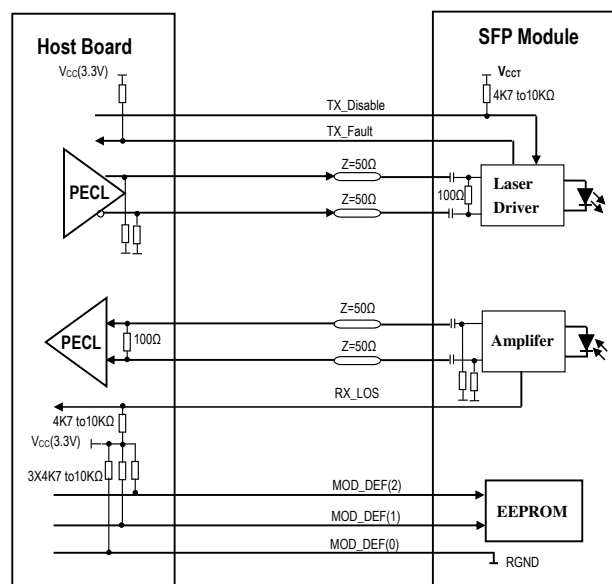 Host Board
SFP Module
Vcc(3.3V)
VCCT
4K7 to10KΩ
TX_Disable
TX_Fault
PECL
Z=50Ω
Z=50Ω
100Ω
Laser
Driver
PECL
100Ω
Z=50Ω
Z=50Ω
Amplifer
RX_LOS
4K7 to10KΩ
Vcc(3.3V)
3X4K7 to10KΩ
MOD_DEF(2)
MOD_DEF(1)
MOD_DEF(0)
EEPROM
RGND